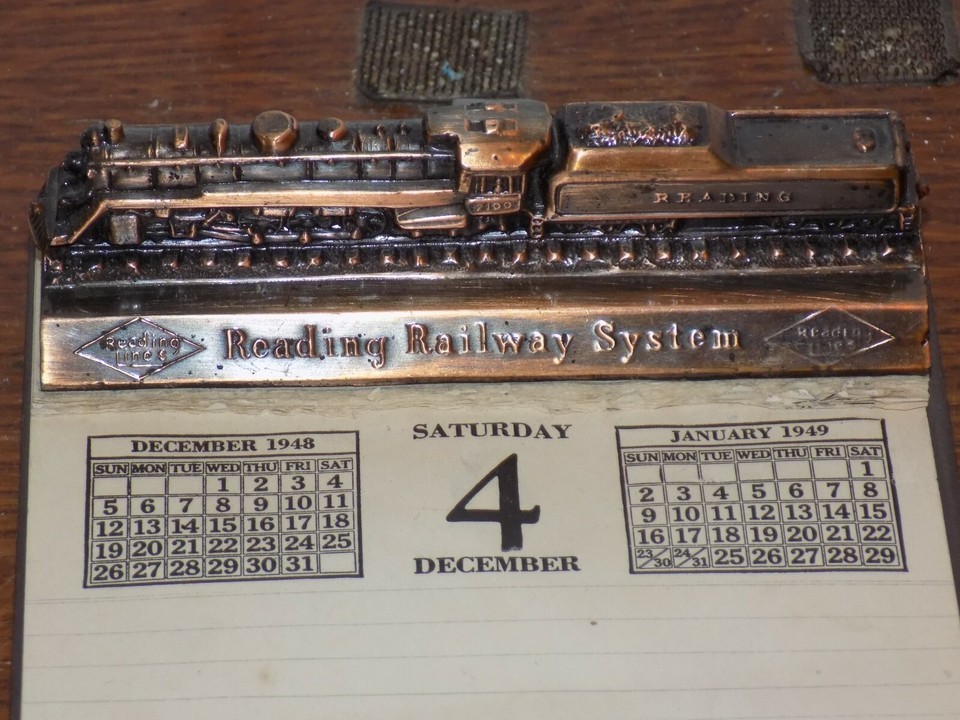 READING
2100
Reading Lines
Reading Railway System
Reading Lines
DECEMBER 1948
SUN MON TUE WED THU FRI SAT
1 2 3 4
5 6 7 8 9 10 11
12 13 14 15 16 17 18
19 20 21 22 23 24 25
26 27 28 29 30 31
SATURDAY
4
DECEMBER
JANUARY 1949
SUN MON TUE WED THU FRI SAT
1
2 3 4 5 6 7 8
9 10 11 12 13 14 15
16 17 18 19 20 21 22
23/30 24/31 25 26 27 28 29